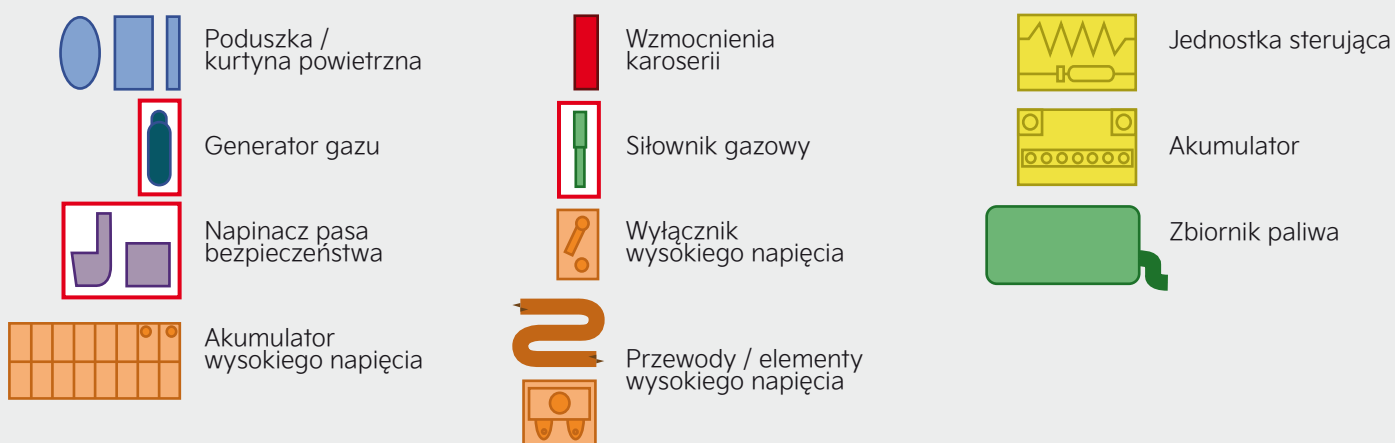 Poduszka /
kurtyna powietrzna
Generator gazu
Napinacz pasa
bezpieczeństwa
Akumulator
wysokiego napięcia
Wzmocnienia
karoserii
Siłownik gazowy
Wyłącznik
wysokiego napięcia
Przewody / elementy
wysokiego napięcia
Jednostka sterująca
Akumulator
Zbiornik paliwa